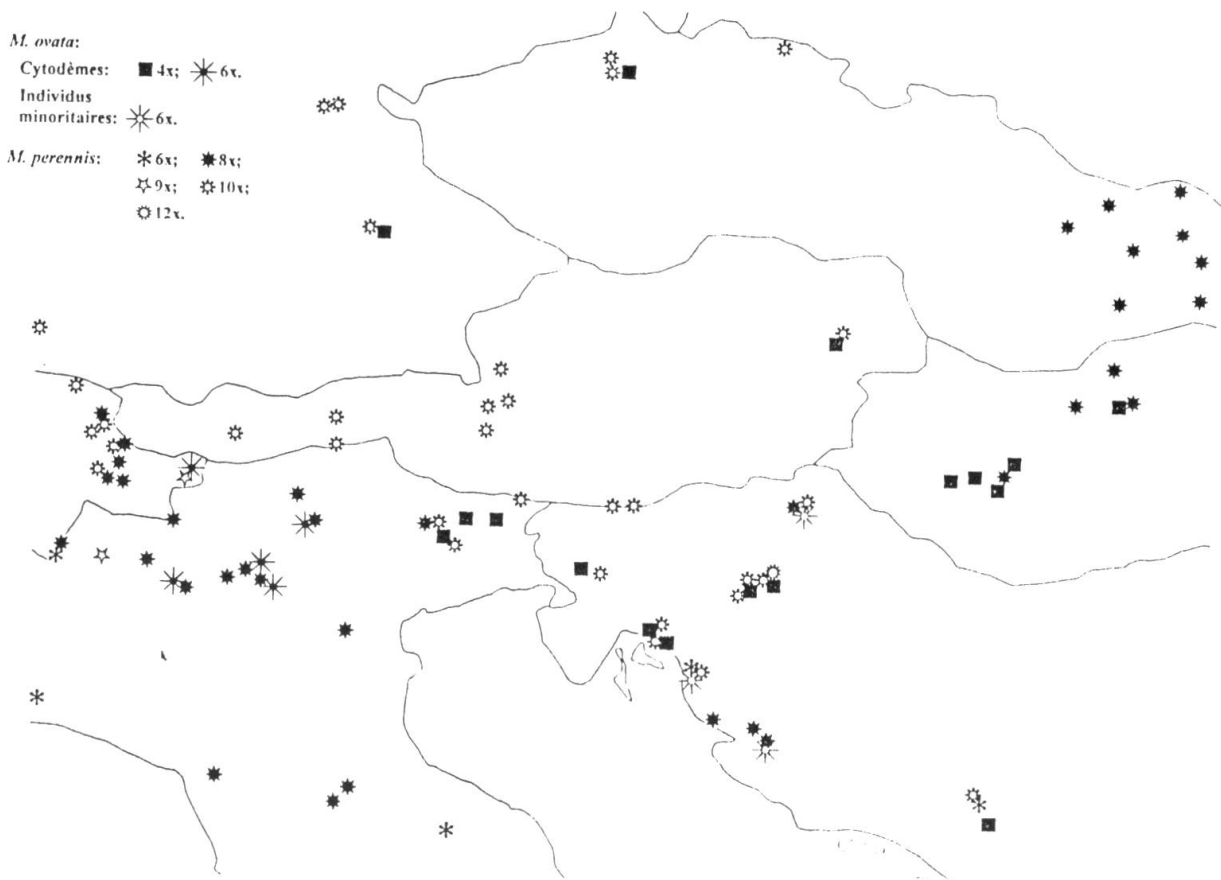 M. ovata:
Cytodèmes: 4x; 6x.
Individus
minoritaires: 6x.
M. perennis: 6x; 8x;
9x; 10x;
12x.